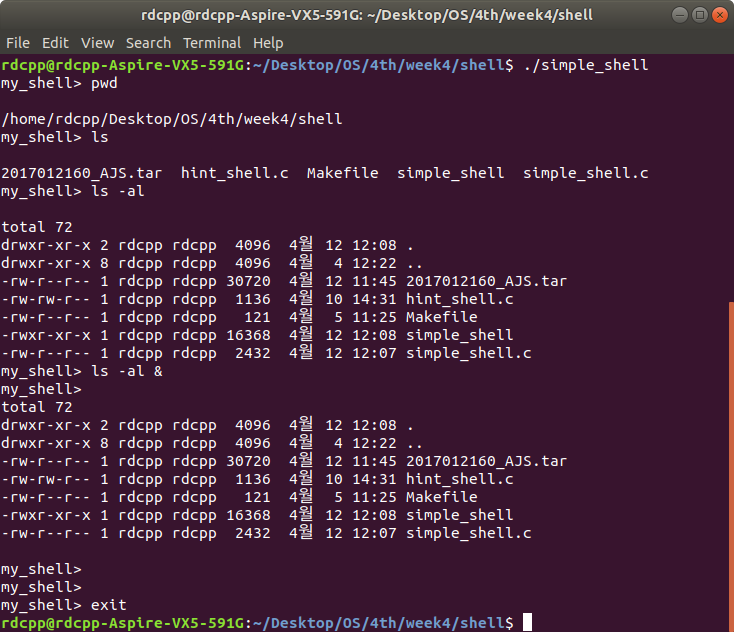 rdcpp@rdcpp-Aspire-VX5-591G: ~/Desktop/OS/4th/week4/shell
File Edit View Search Terminal Help
rdcpp@rdcpp-Aspire-VX5-591G:~/Desktop/OS/4th/week4/shell$ ./simple_shell
my_shell> pwd
/home/rdcpp/Desktop/OS/4th/week4/shell
my_shell> ls
2017012160_AJS.tar  hint_shell.c  Makefile  simple_shell  simple_shell.c
my_shell> ls -al
total 72
drwxr-xr-x 2 rdcpp rdcpp  4096  4월 12 12:08 .
drwxr-xr-x 8 rdcpp rdcpp  4096  4월  4 12:22 ..
-rw-r--r-- 1 rdcpp rdcpp 30720  4월 12 11:45 2017012160_AJS.tar
-rw-rw-r-- 1 rdcpp rdcpp  1136  4월 10 14:31 hint_shell.c
-rw-r--r-- 1 rdcpp rdcpp   121  4월  5 11:25 Makefile
-rwxr-xr-x 1 rdcpp rdcpp 16368  4월 12 12:08 simple_shell
-rw-r--r-- 1 rdcpp rdcpp  2432  4월 12 12:07 simple_shell.c
my_shell> ls -al &
my_shell>
total 72
drwxr-xr-x 2 rdcpp rdcpp  4096  4월 12 12:08 .
drwxr-xr-x 8 rdcpp rdcpp  4096  4월  4 12:22 ..
-rw-r--r-- 1 rdcpp rdcpp 30720  4월 12 11:45 2017012160_AJS.tar
-rw-rw-r-- 1 rdcpp rdcpp  1136  4월 10 14:31 hint_shell.c
-rw-r--r-- 1 rdcpp rdcpp   121  4월  5 11:25 Makefile
-rwxr-xr-x 1 rdcpp rdcpp 16368  4월 12 12:08 simple_shell
-rw-r--r-- 1 rdcpp rdcpp  2432  4월 12 12:07 simple_shell.c
my_shell>
my_shell>
my_shell> exit
rdcpp@rdcpp-Aspire-VX5-591G:~/Desktop/OS/4th/week4/shell$